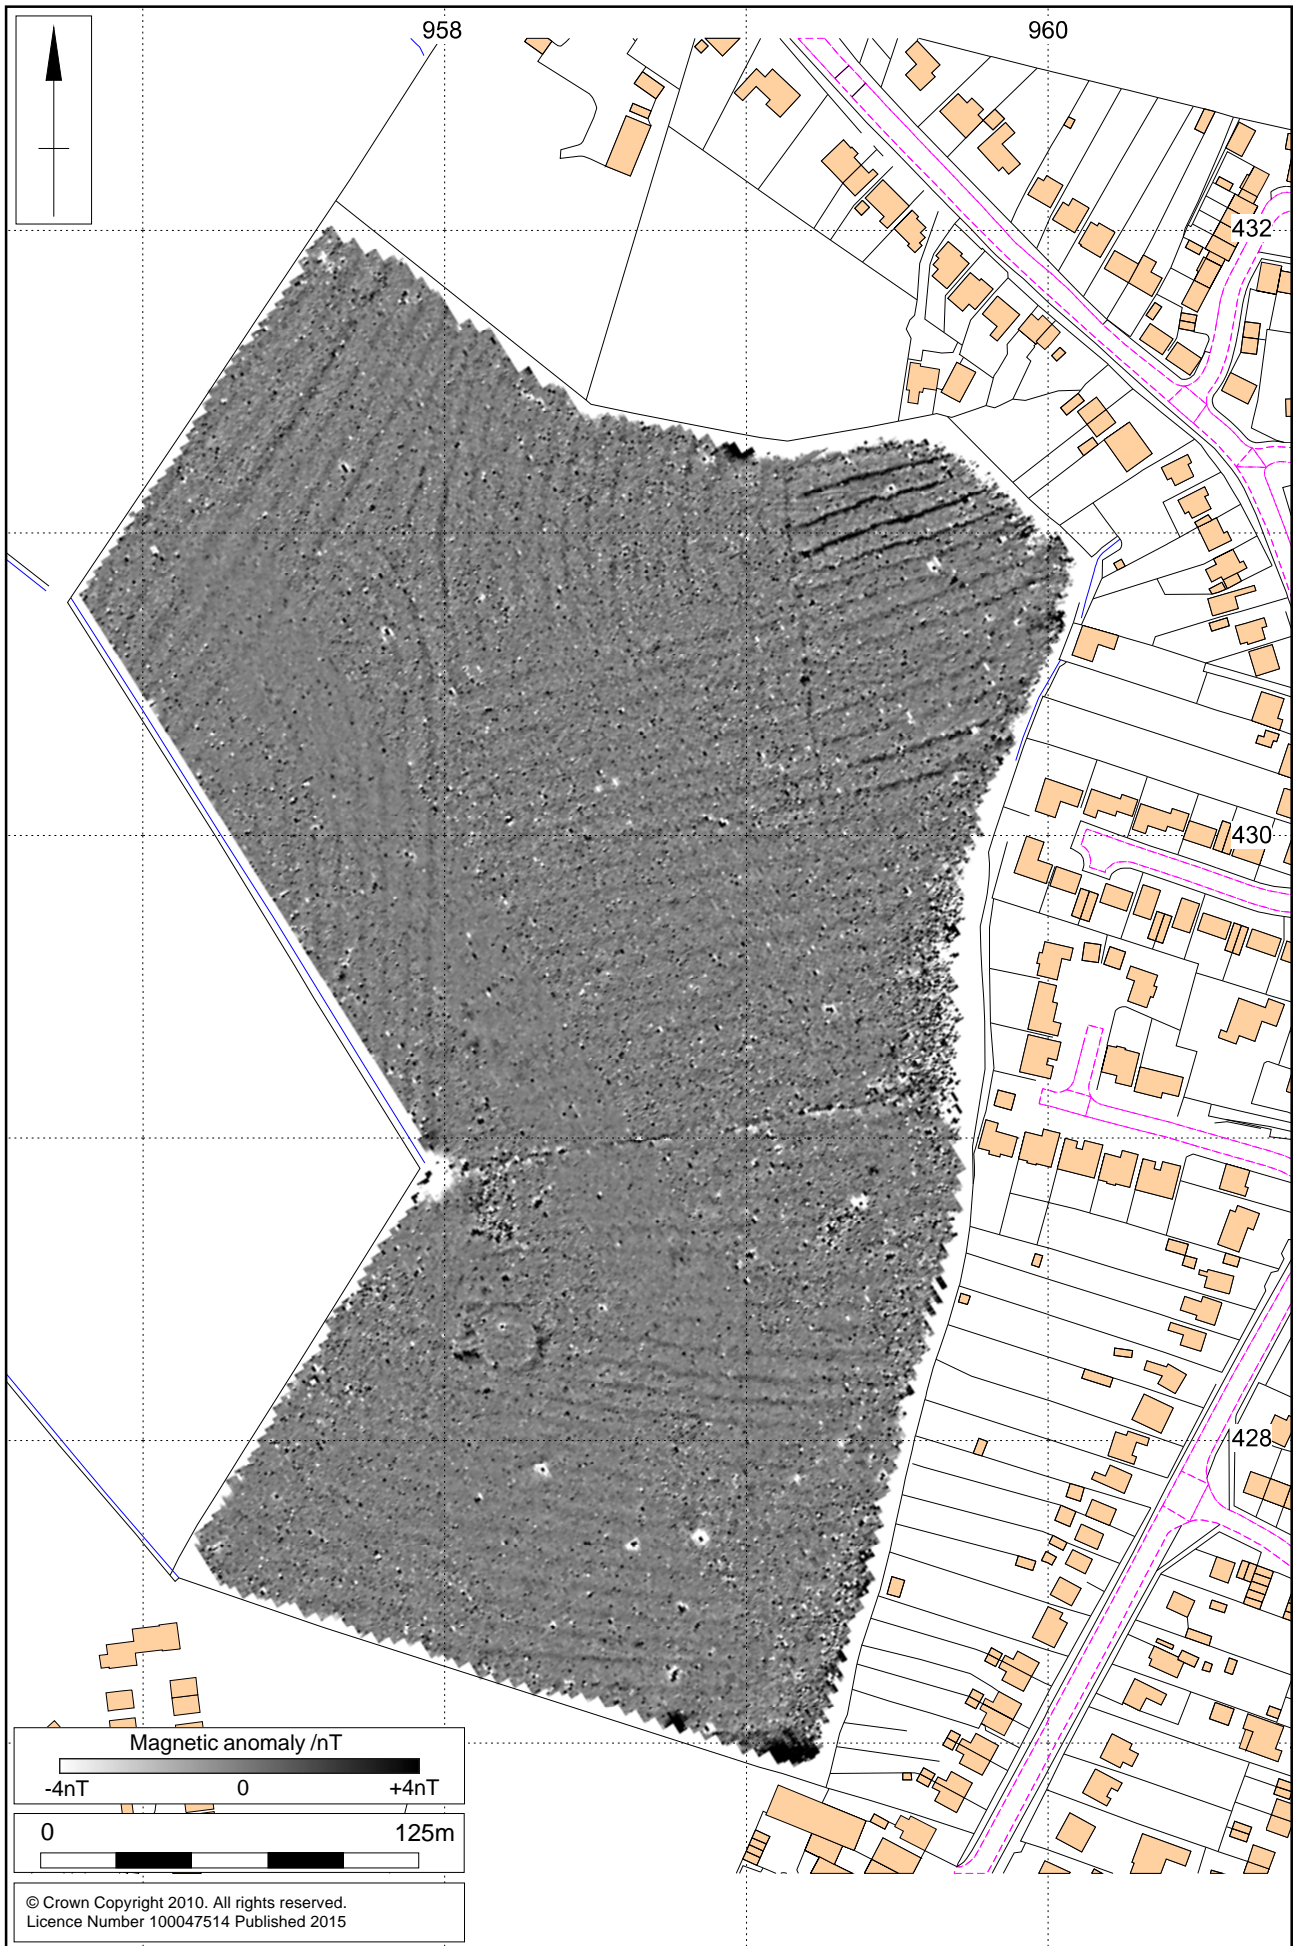 958
960
432
430
428
Magnetic anomaly /nT
-4nT 0 +4nT
0 125m
© Crown Copyright 2010. All rights reserved.
Licence Number 100047514 Published 2015